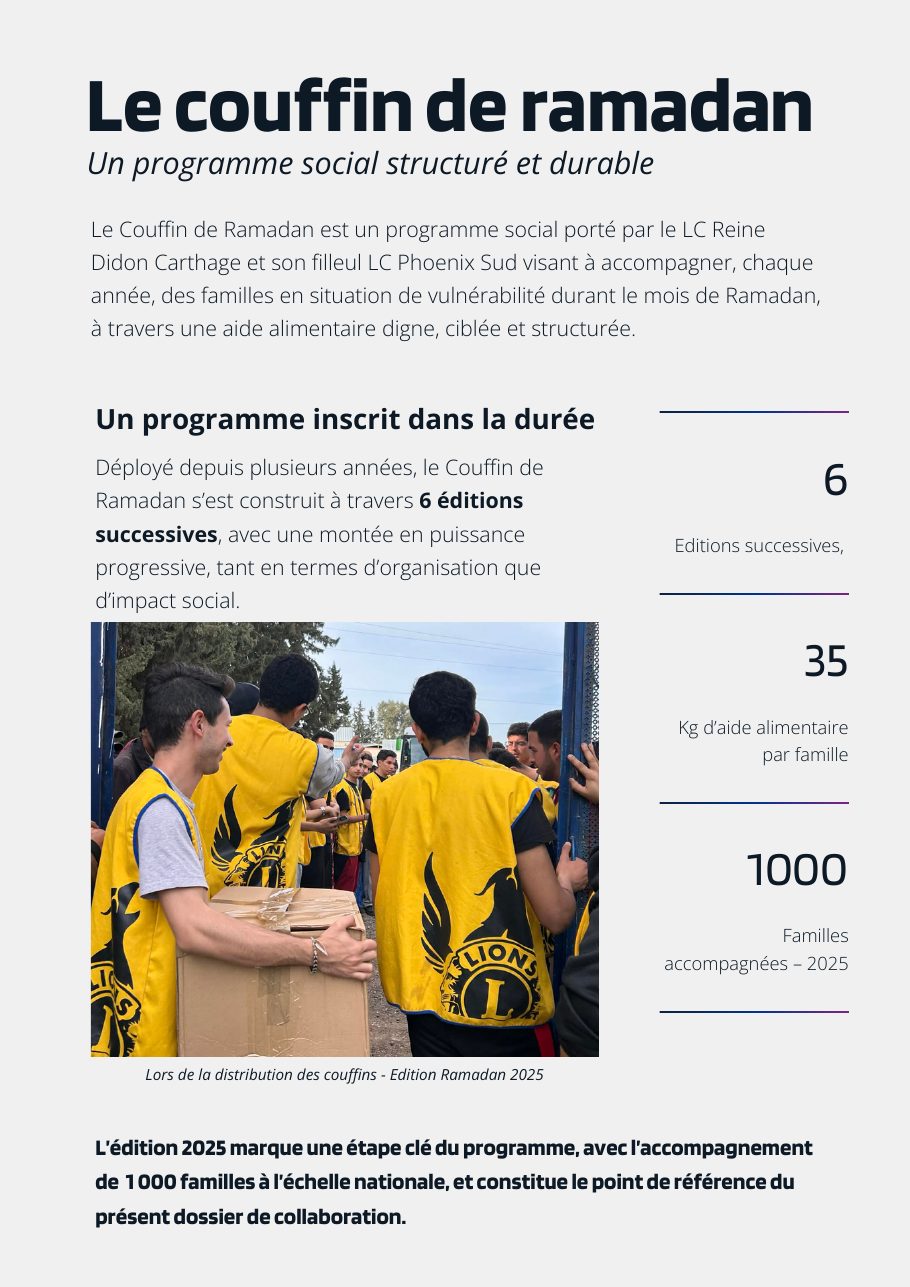 Le couffin de ramadan
Un programme social structuré et durable
Le Couffin de Ramadan est un programme social porté par le LC Reine
Didon Carthage et son filleul LC Phoenix Sud visant à accompagner, chaque
année, des familles en situation de vulnérabilité durant le mois de Ramadan,
à travers une aide alimentaire digne, ciblée et structurée.
Un programme inscrit dans la durée
Déployé depuis plusieurs années, le Couffin de
Ramadan s’est construit à travers 6 éditions
successives, avec une montée en puissance
progressive, tant en termes d’organisation que
d’impact social.
6
Editions successives,
35
Kg d’aide alimentaire
par famille
1000
Familles
accompagnées – 2025
LIONS
L
LIONS
L
Lors de la distribution des couffins - Edition Ramadan 2025
L’édition 2025 marque une étape clé du programme, avec l’accompagnement
de 1 000 familles à l’échelle nationale, et constitue le point de référence du
présent dossier de collaboration.